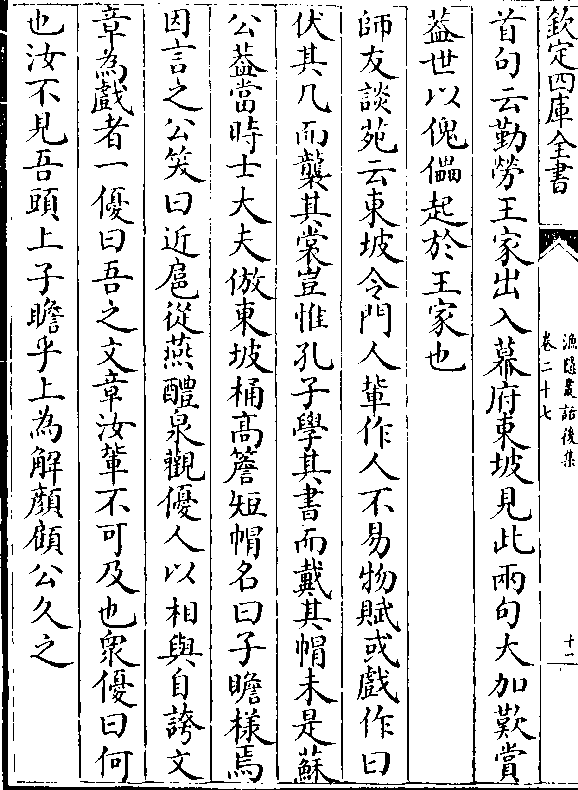 欽定四庫全書
漁隱叢話後集
卷二十七
十一
首句云勤勞王家出入幕府東坡見此兩句大加歎賞
葢世以傀儡起於王家也
師友談苑云東坡令門人軰作人不易物賦或戲作曰
伏其几而襲其裳豈惟孔子學其書而戴其帽未是蘇
公葢當時士大夫倣東坡桶高簷短帽名曰子瞻様焉
因言之公笑曰近扈從燕醴泉觀優人以相與自誇文
章為戲者一優曰吾之文章汝軰不可及也衆優曰何
也汝不見吾頭上子瞻乎上為解顔顧公久之